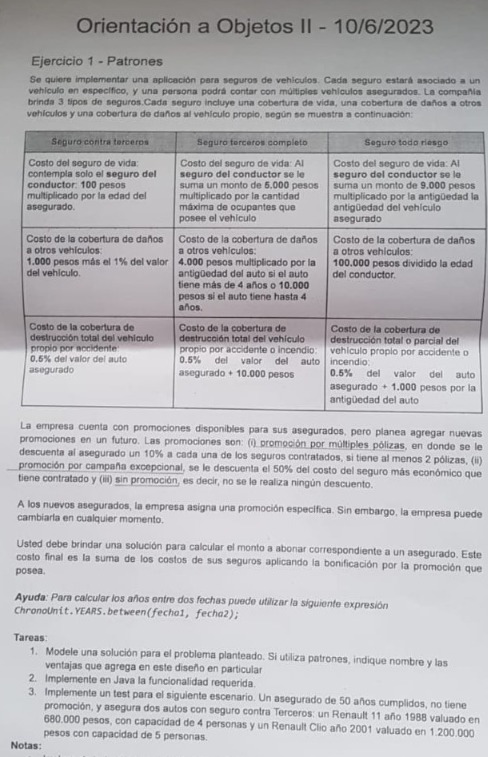 Orientación a Objetos II - 10/6/2023
Ejercicio 1 - Patrones
Se quiere implementar una aplicación para seguros de vehículos. Cada seguro estará asociado a un
vehículo en específico, y una persona podrá contar con múltiples vehículos asegurados. La compañía
brinda 3 tipos de seguros.Cada seguro incluye una cobertura de vida, una cobertura de daños a otros
vehículos y una cobertura de daños al vehículo propio, según se muestra a continuación:
Seguro contra terceros
Costo del seguro de vida:
contempla solo el seguro del
conductor: 100 pesos
multiplicado por la edad del
asegurado.
Costo de la cobertura de daños
a otros vehículos:
1.000 pesos más el 1% del valor
del vehículo.
Costo de la cobertura de
destrucción total del vehículo
propio por accidente:
0.5% del valor del auto
asegurado
Seguro terceros completo
Costo del seguro de vida: Al
seguro del conductor se le
suma un monto de 5.000 pesos
multiplicado por la cantidad
máxima de ocupantes que
posee el vehículo
Costo de la cobertura de daños
a otros vehículos:
4.000 pesos multiplicado por la
antigüedad del auto si el auto
tiene más de 4 años o 10.000
pesos si el auto tiene hasta 4
años.
Costo de la cobertura de
destrucción total del vehículo
propio por accidente o incendio:
0.5% del valor del auto
asegurado + 10.000 pesos
Seguro todo riesgo
Costo del seguro de vida: Al
seguro del conductor se le
suma un monto de 9.000 pesos
multiplicado por la antigüedad la
antigüedad del vehículo
asegurado
Costo de la cobertura de daños
a otros vehículos:
100.000 pesos dividido la edad
del conductor.
Costo de la cobertura de
destrucción total o parcial del
vehículo propio por accidente o
incendio:
0.5% del valor del auto
asegurado + 1.000 pesos por la
antigüedad del auto
La empresa cuenta con promociones disponibles para sus asegurados, pero planea agregar nuevas
promociones en un futuro. Las promociones son: (i) promoción por múltiples pólizas, en donde se le
descuenta al asegurado un 10% a cada una de los seguros contratados, si tiene al menos 2 pólizas, (ii)
promoción por campaña excepcional, se le descuenta el 50% del costo del seguro más económico que
tiene contratado y (iii) sin promoción, es decir, no se le realiza ningún descuento.
A los nuevos asegurados, la empresa asigna una promoción específica. Sin embargo, la empresa puede
cambiarla en cualquier momento.
Usted debe brindar una solución para calcular el monto a abonar correspondiente a un asegurado. Este
costo final es la suma de los costos de sus seguros aplicando la bonificación por la promoción que
posea.
Ayuda: Para calcular los años entre dos fechas puede utilizar la siguiente expresión
ChronoUnit.YEARS.between(fecha1, fecha2);
Tareas:
1. Modele una solución para el problema planteado. Si utiliza patrones, indique nombre y las
ventajas que agrega en este diseño en particular
2. Implemente en Java la funcionalidad requerida.
3. Implemente un test para el siguiente escenario. Un asegurado de 50 años cumplidos, no tiene
promoción, y asegura dos autos con seguro contra Terceros: un Renault 11 año 1988 valuado en
680.000 pesos, con capacidad de 4 personas y un Renault Clio año 2001 valuado en 1.200.000
pesos con capacidad de 5 personas.
Notas: